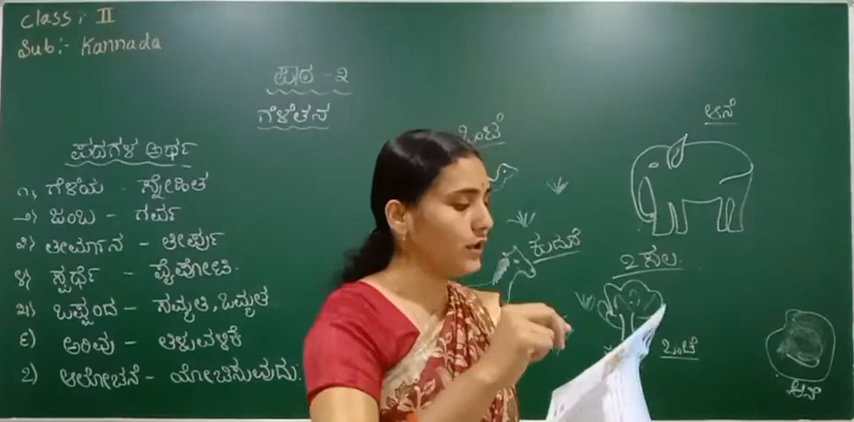 Class: II
Sub:- Kannada
ಪಾಠ - ೨
ಗೆಳೆತನ
ಪದಗಳ ಅರ್ಥ
೧) ಗೆಳೆಯ - ಸ್ನೇಹಿತ
೨) ಜಂಬ - ಗರ್ವ
೩) ತೀರ್ಮಾನ - ತೀರ್ಪು
೪) ಸ್ಪರ್ಧೆ - ಪೈಪೋಟಿ.
೫) ಒಪ್ಪಂದ - ಸಮ್ಮತಿ, ಒಮ್ಮತ
೬) ಅರಿವು - ತಿಳುವಳಿಕೆ
೭) ಆಲೋಚನೆ - ಯೋಚಿಸುವುದು.
ಒಂಟೆ
ಆನೆ
ಕುದುರೆ
ಒಂಟೆ